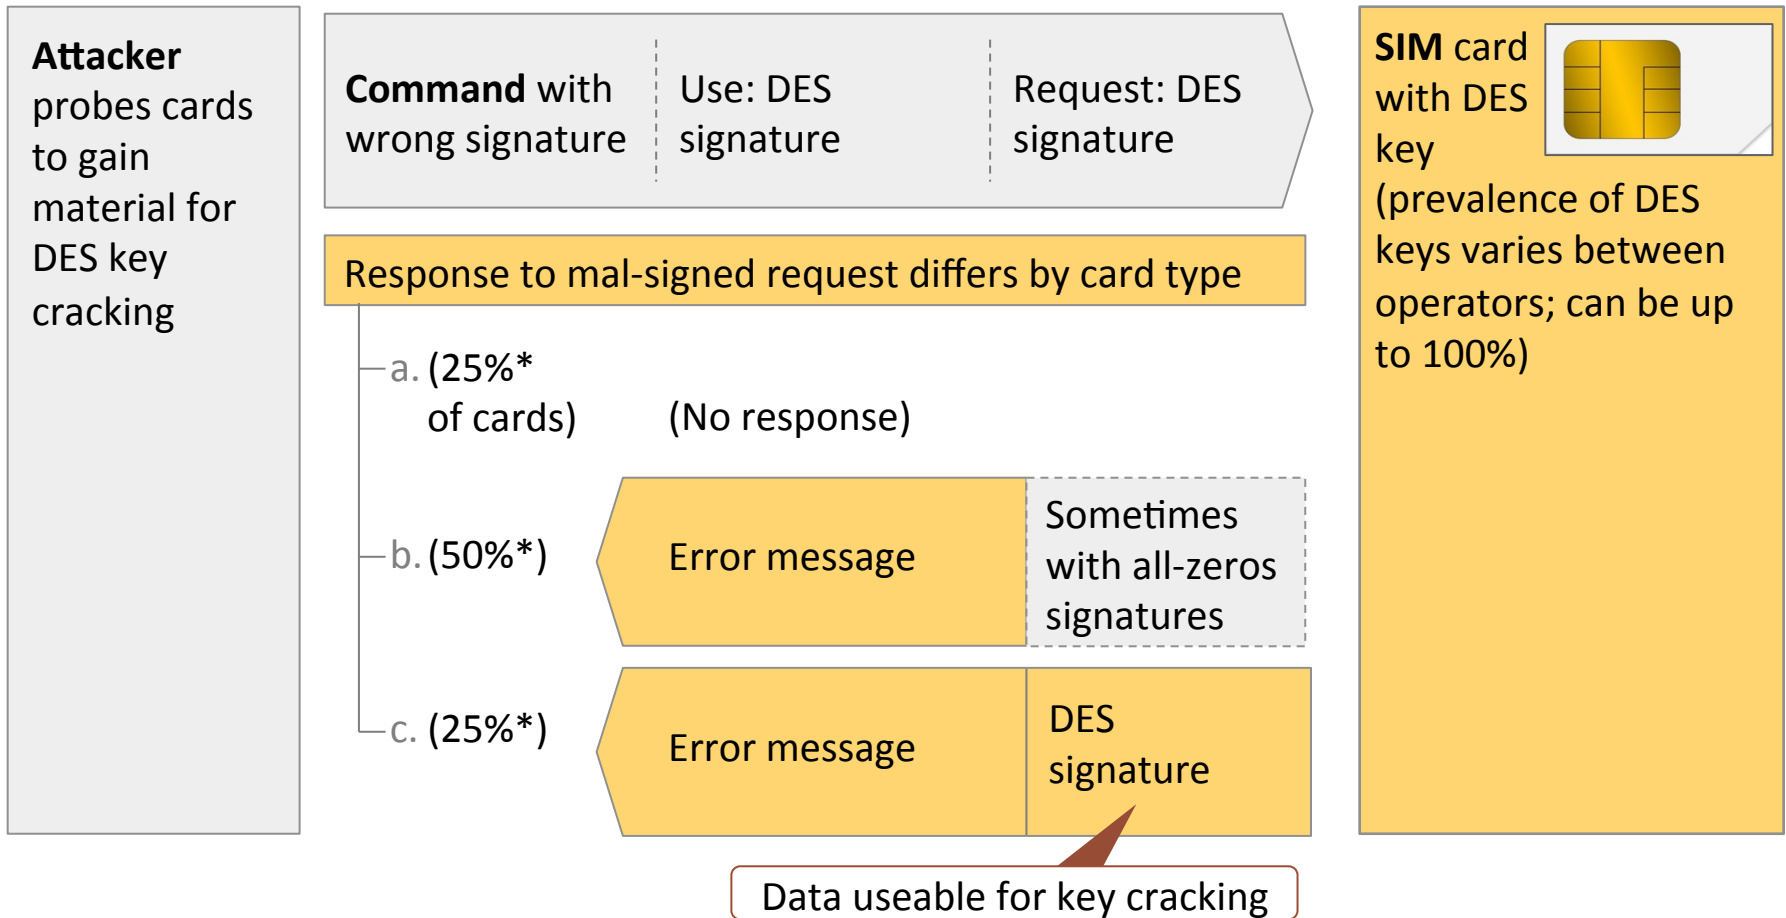 Attacker
probes cards
to gain
material for
DES key
cracking
Command with
wrong signature
Use: DES
signature
Request: DES
signature
Response to mal-signed request differs by card type
a. (25%*
of cards)
(No response)
b. (50%*)
Error message
Sometimes
with all-zeros
signatures
c. (25%*)
Error message
DES
signature
Data useable for key cracking
SIM card
with DES
key
(prevalence of DES
keys varies between
operators; can be up
to 100%)